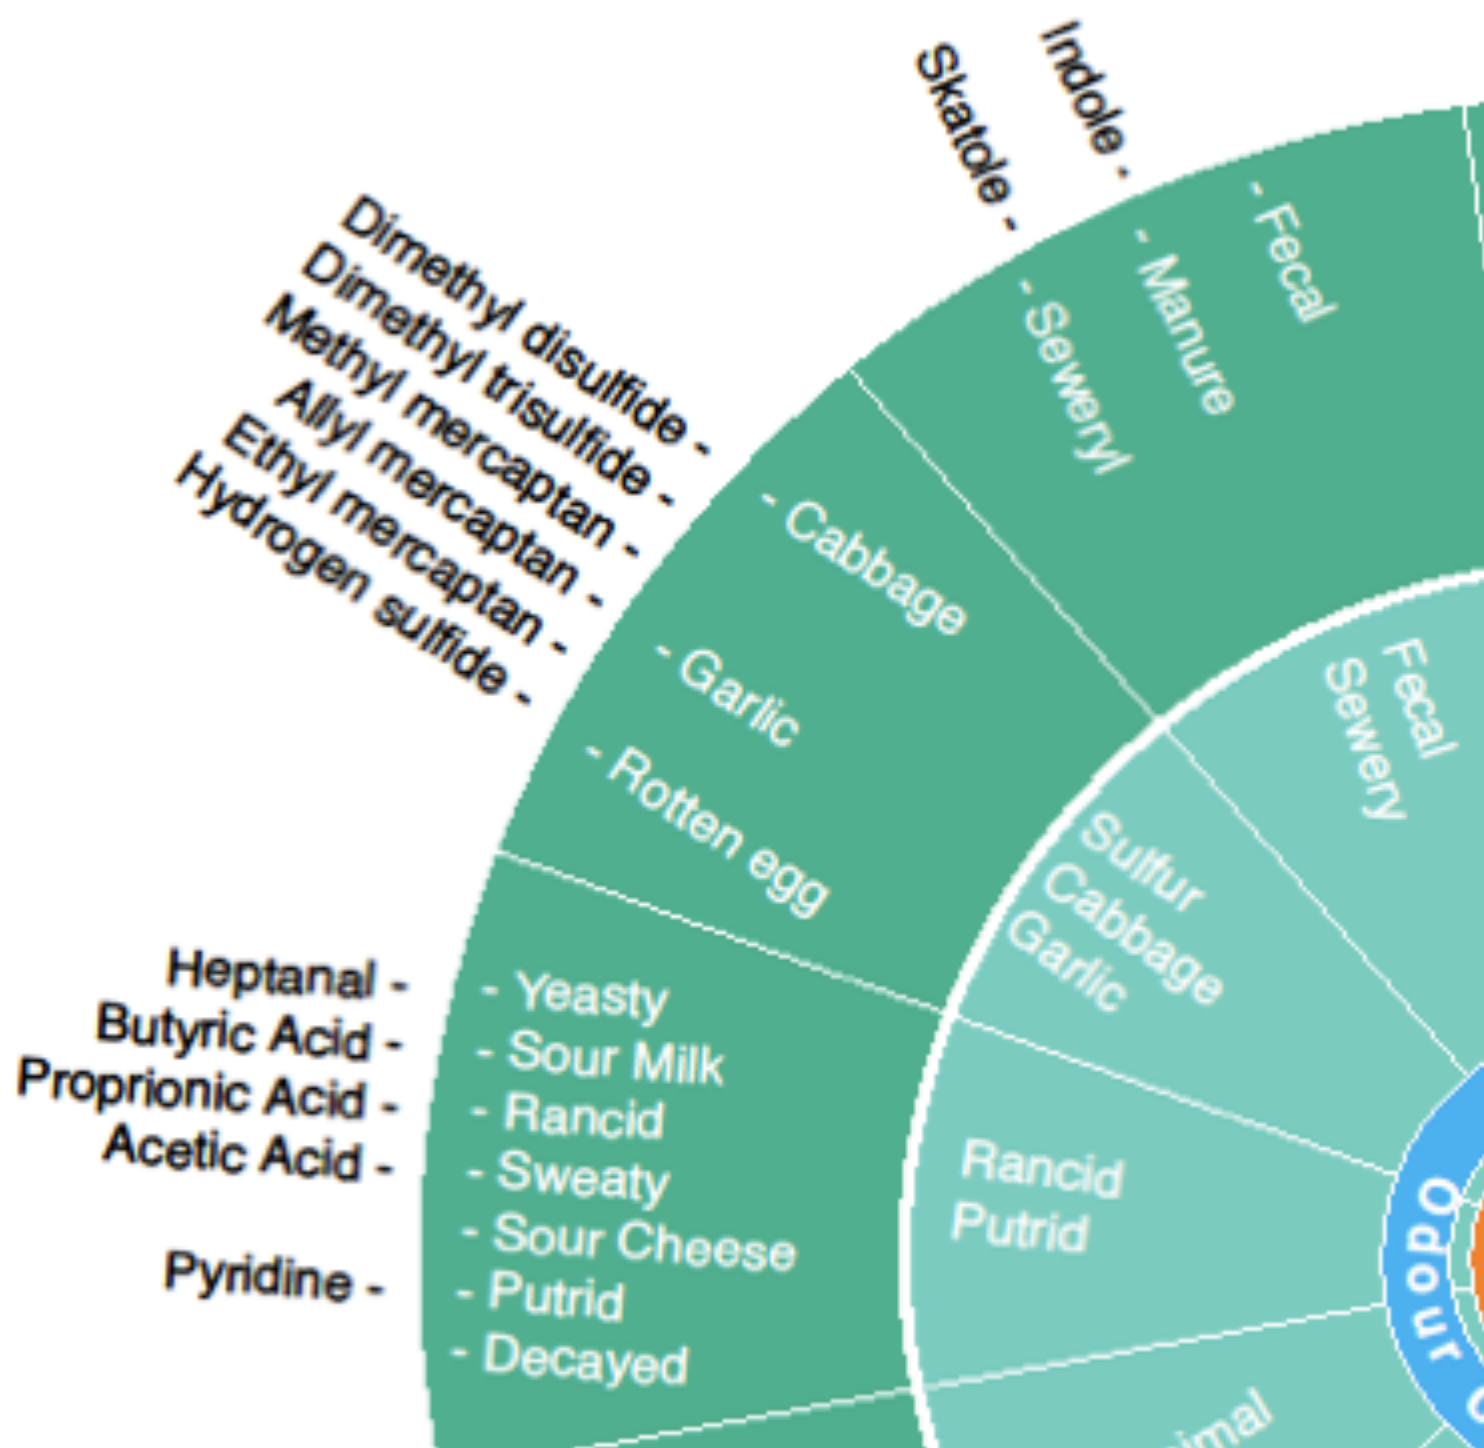 Indole -
Skatole -
- Fecal
- Manure
- Seweryl
Dimethyl disulfide -
Dimethyl trisulfide -
Methyl mercaptan -
Allyl mercaptan -
Ethyl mercaptan -
Hydrogen sulfide -
- Cabbage
- Garlic
- Rotten egg
Fecal
Sewery
Sulfur
Cabbage
Garlic
Heptanal -
Butyric Acid -
Proprionic Acid -
Acetic Acid -
Pyridine -
- Yeasty
- Sour Milk
- Rancid
- Sweaty
- Sour Cheese
- Putrid
- Decayed
Rancid
Putrid
Odour